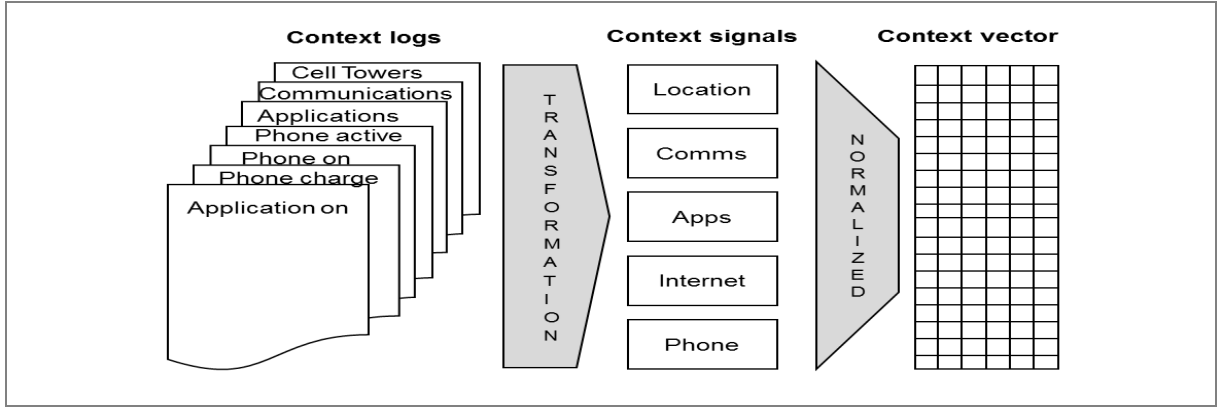 Context logs
Cell Towers
Communications
Applications
Phone active
Phone on
Phone charge
Application on
TRANSFORMATION
Context signals
Location
Comms
Apps
Internet
Phone
NORMALIZED
Context vector